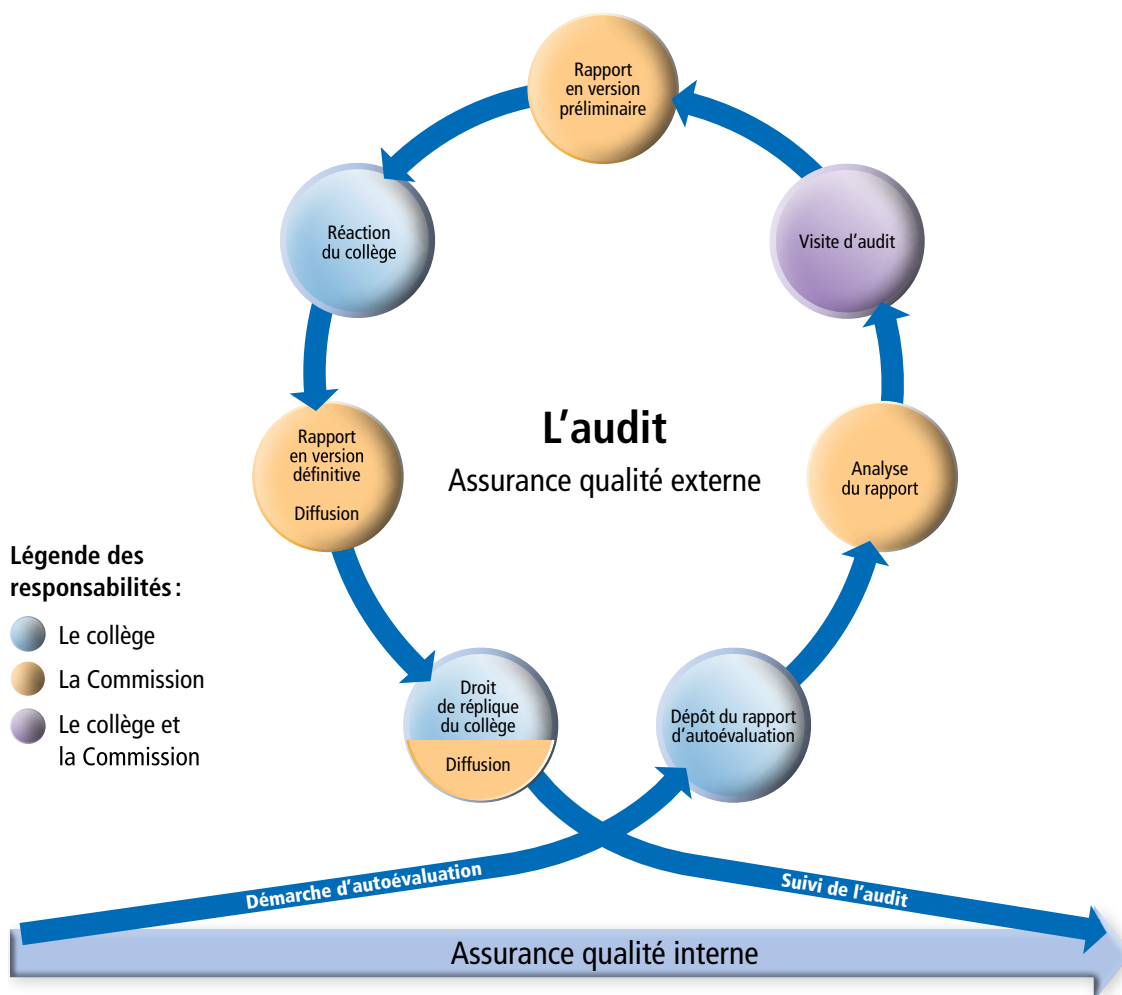 Rapport
en version
préliminaire
Réaction
du collège
Visite d'audit
L'audit
Assurance qualité externe
Rapport
en version
définitive
Diffusion
Analyse
du rapport
Légende des
responsabilités :
Le collège
La Commission
Le collège et
la Commission
Droit
de réplique
du collège
Diffusion
Dépôt du rapport
d'autoévaluation
Démarche d'autoévaluation
Suivi de l'audit
Assurance qualité interne